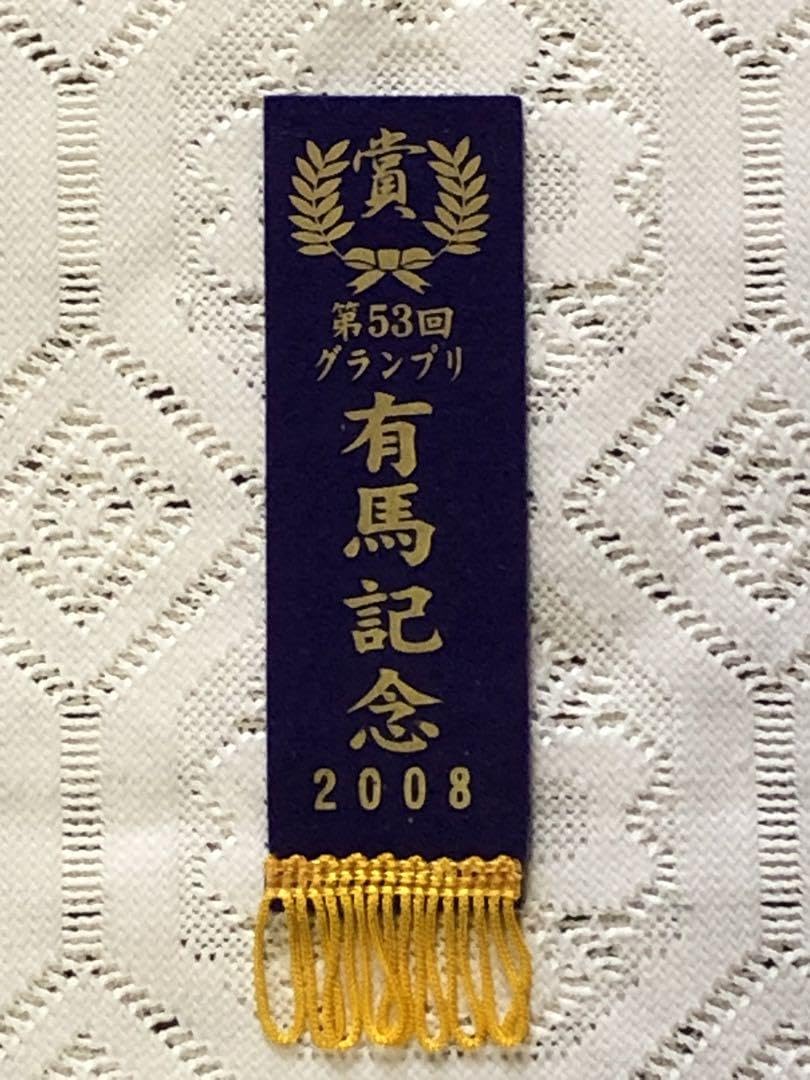 賞
第53回
グランプリ
有馬記念
2008